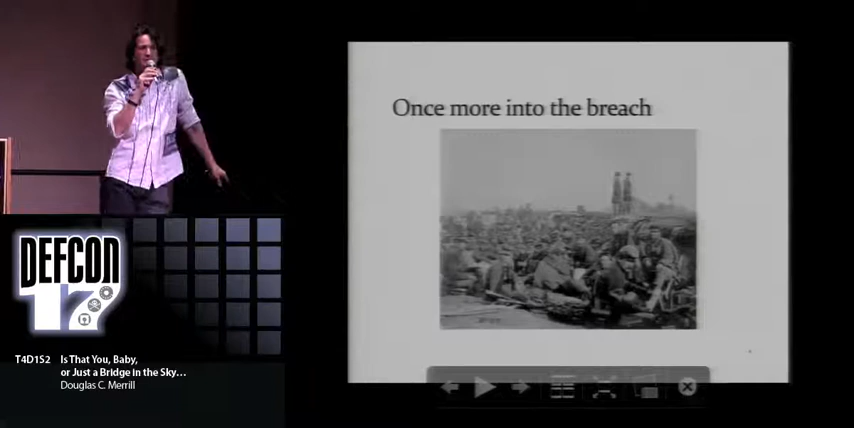 Once more into the breach
DEFCON
17
T4D1S2 Is That You, Baby,
or Just a Bridge in the Sky...
Douglas C. Merrill